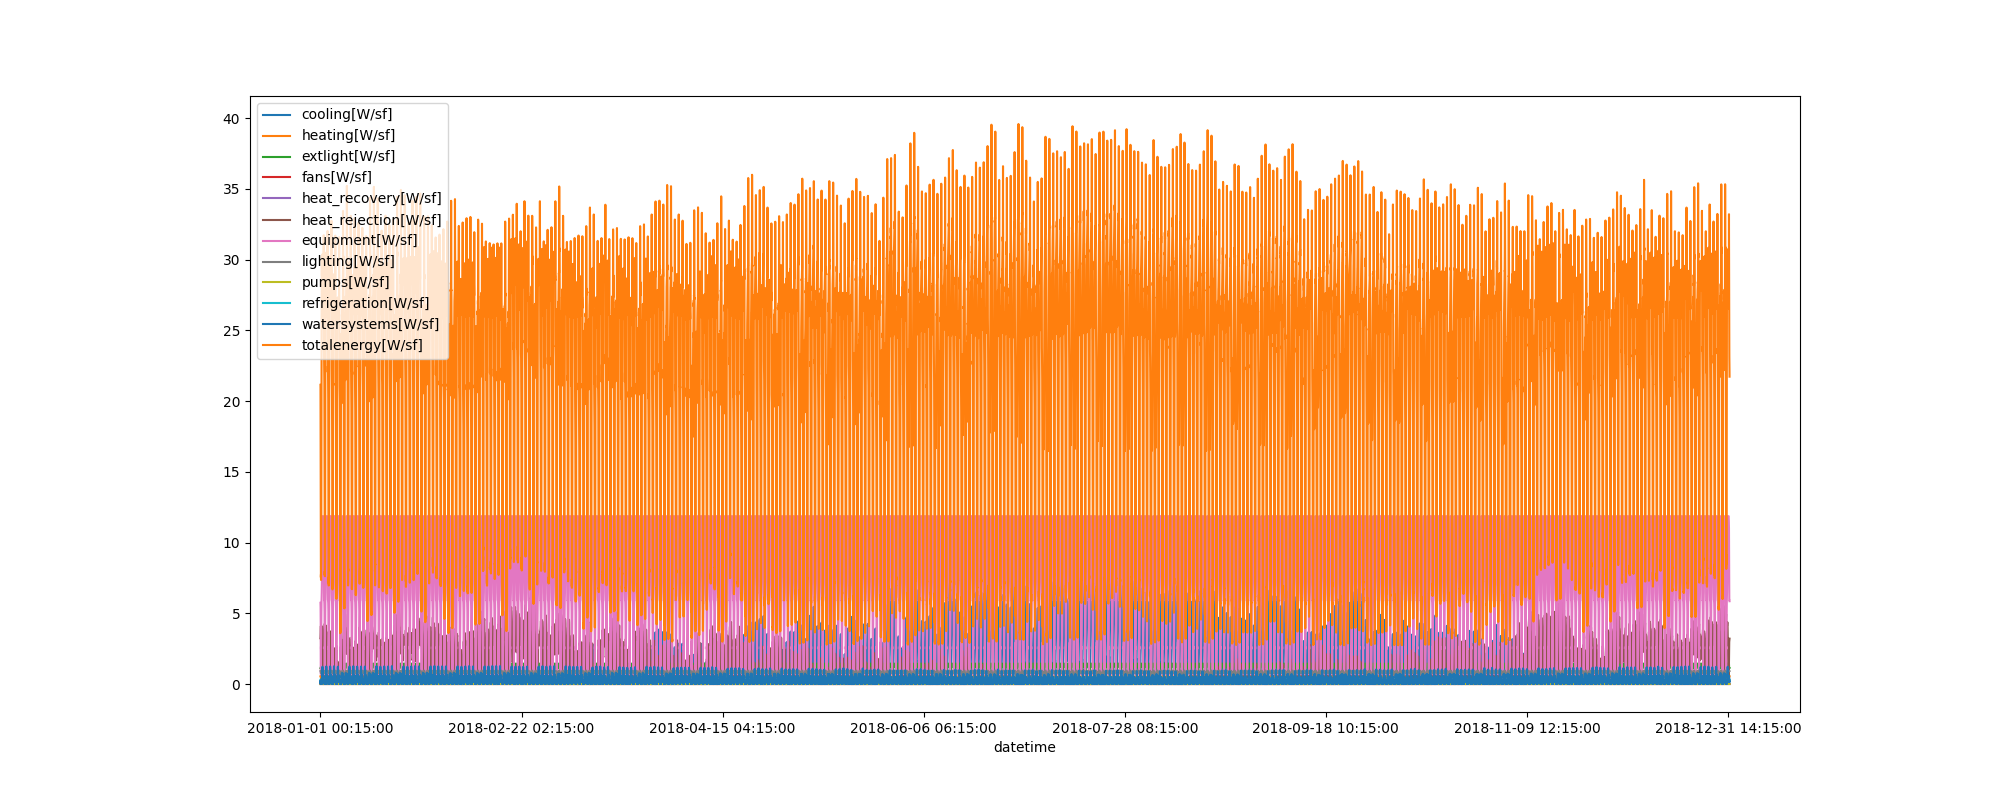 40
35
30
25
20
15
10
5
0
cooling[W/sf]
heating[W/sf]
extlight[W/sf]
fans[W/sf]
heat_recovery[W/sf]
heat_rejection[W/sf]
equipment[W/sf]
lighting[W/sf]
pumps[W/sf]
refrigeration[W/sf]
watersystems[W/sf]
totalenergy[W/sf]
2018-01-01 00:15:00 2018-02-22 02:15:00 2018-04-15 04:15:00 2018-06-06 06:15:00 2018-07-28 08:15:00 2018-09-18 10:15:00 2018-11-09 12:15:00 2018-12-31 14:15:00
datetime